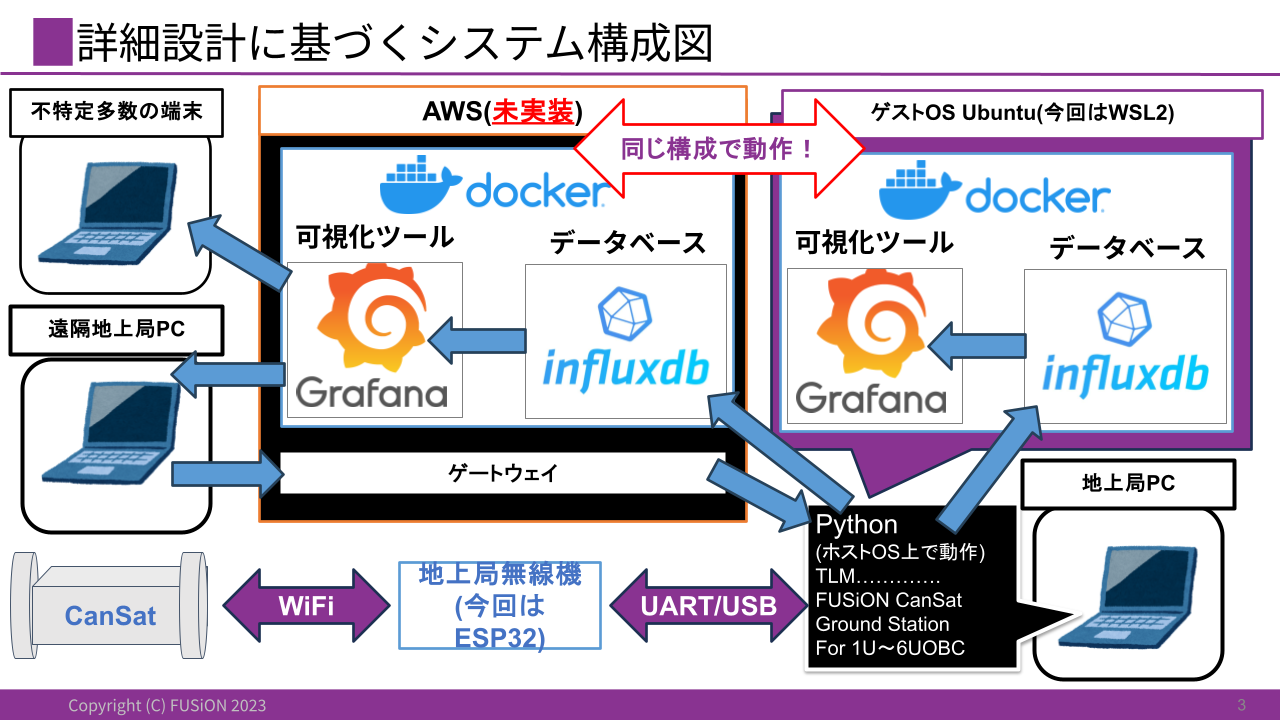 詳細設計に基づくシステム構成図
不特定多数の端末
AWS(未実装)
ゲストOS Ubuntu(今回はWSL2)
同じ構成で動作！
docker
docker
可視化ツール
データベース
可視化ツール
データベース
Grafana
influxdb
Grafana
influxdb
遠隔地上局PC
ゲートウェイ
地上局PC
Python
(ホストOS上で動作)
TLM………….
FUSiON CanSat
Ground Station
For 1U～6UOBC
CanSat
WiFi
地上局無線機
(今回は
ESP32)
UART/USB
Copyright (C) FUSiON 2023
3